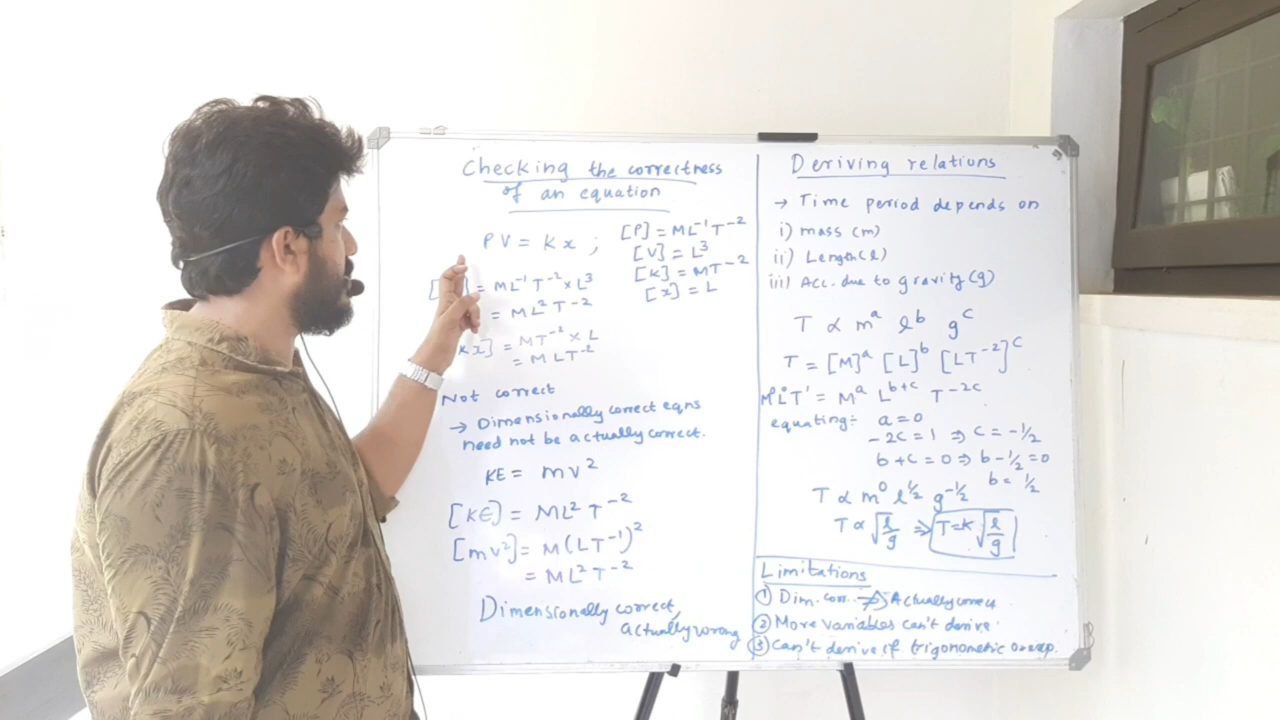 Checking the correctness
of an equation
PV = Kx ;
[P] = ML⁻¹T⁻²
[V] = L³
[K] = MT⁻²
[x] = L
= ML⁻¹T⁻² × L³
= ML²T⁻²
x] = MT⁻² × L
= MLT⁻²
Not correct
→ Dimensionally correct eqns
need not be actually correct.
KE = mv²
[KE] = ML²T⁻²
[mv²] = M(LT⁻¹)²
= ML²T⁻²
Dimensionally correct,
actually wrong
Deriving relations
→ Time period depends on
i) mass (m)
ii) Length (l)
iii) Acc. due to gravity (g)
T ∝ mᵃ lᵇ gᶜ
T = [M]ᵃ [L]ᵇ [LT⁻²]ᶜ
M⁰L⁰T¹ = Mᵃ L^(b+c) T^(-2c)
equating:- a = 0
-2c = 1 ⇒ c = -1/2
b + c = 0 ⇒ b - 1/2 = 0
b = 1/2
T ∝ m⁰ l^(1/2) g^(-1/2)
T ∝ √(l/g) ⇒ T = K √(l/g)
Limitations
① Dim. corr. ⇏ Actually correct
② More variables can't derive.
③ Can't derive if trigonometric or exp.